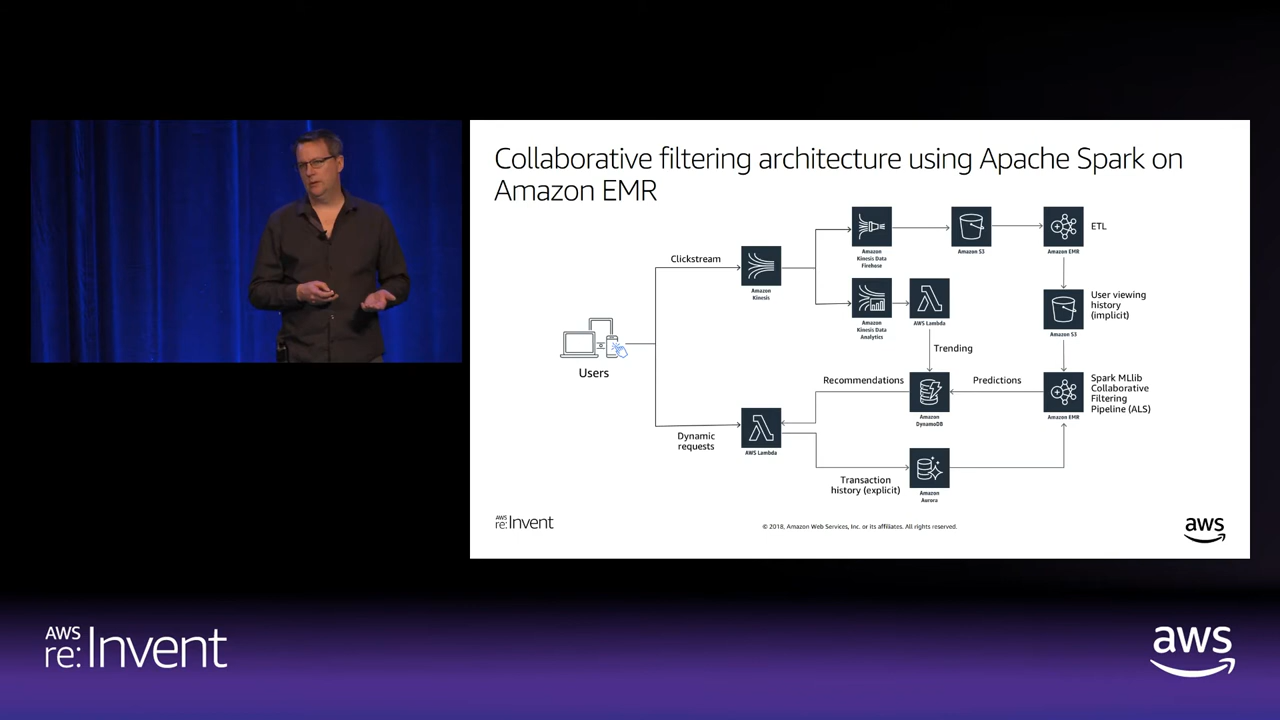 Collaborative filtering architecture using Apache Spark on
Amazon EMR
Clickstream
Amazon
Kinesis
Amazon
Kinesis Data
Firehose
Amazon S3
Amazon EMR
ETL
Amazon
Kinesis Data
Analytics
AWS Lambda
User viewing
history
(implicit)
Amazon S3
Trending
Users
Recommendations
Amazon
DynamoDB
Predictions
Amazon EMR
Spark MLlib
Collaborative
Filtering
Pipeline (ALS)
Dynamic
requests
AWS Lambda
Transaction
history (explicit)
Amazon
Aurora
AWS
re:Invent
© 2018, Amazon Web Services, Inc. or its affiliates. All rights reserved.
aws
AWS
re:Invent
aws